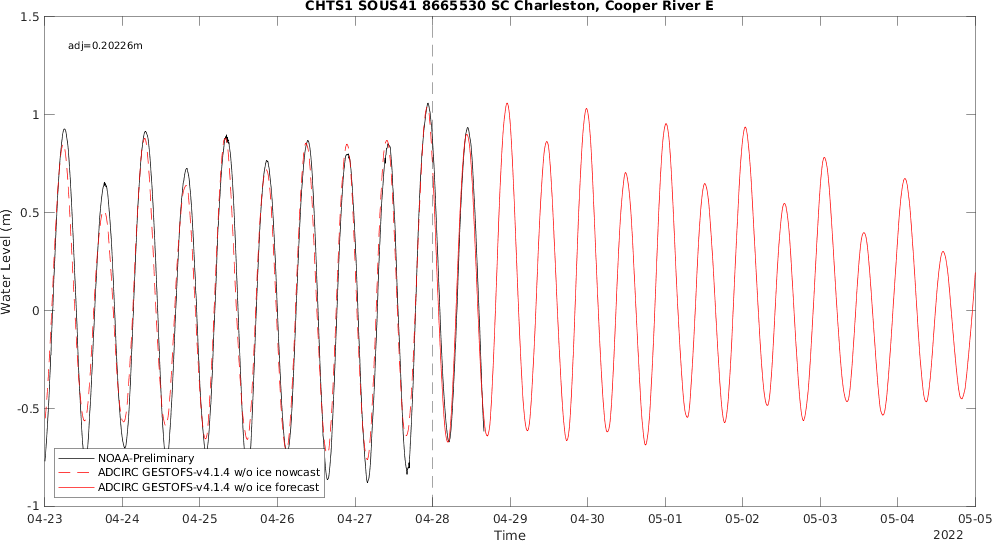 CHTS1 SOUS41 8665530 SC Charleston, Cooper River E
1.5
adj=0.20226m
1
0.5
Water Level (m)
0
-0.5
-1
NOAA-Preliminary
ADCIRC GESTOFS-v4.1.4 w/o ice nowcast
ADCIRC GESTOFS-v4.1.4 w/o ice forecast
04-23 04-24 04-25 04-26 04-27 04-28 04-29 04-30 05-01 05-02 05-03 05-04 05-05
Time
2022